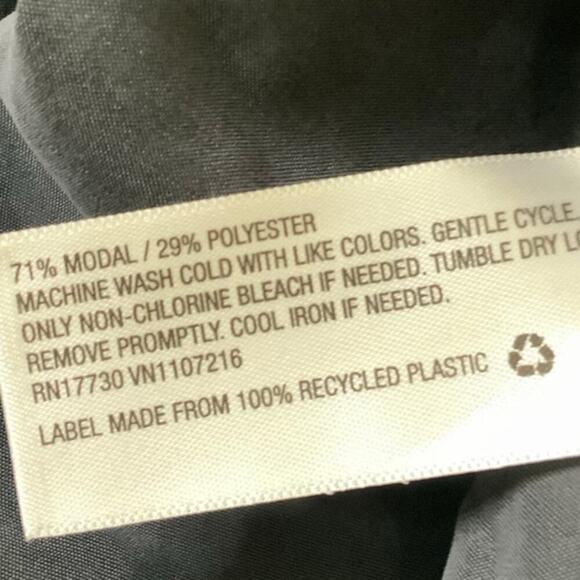 71% MODAL / 29% POLYESTER
MACHINE WASH COLD WITH LIKE COLORS. GENTLE CYCLE.
ONLY NON-CHLORINE BLEACH IF NEEDED. TUMBLE DRY LO
REMOVE PROMPTLY. COOL IRON IF NEEDED.
RN17730 VN1107216
LABEL MADE FROM 100% RECYCLED PLASTIC